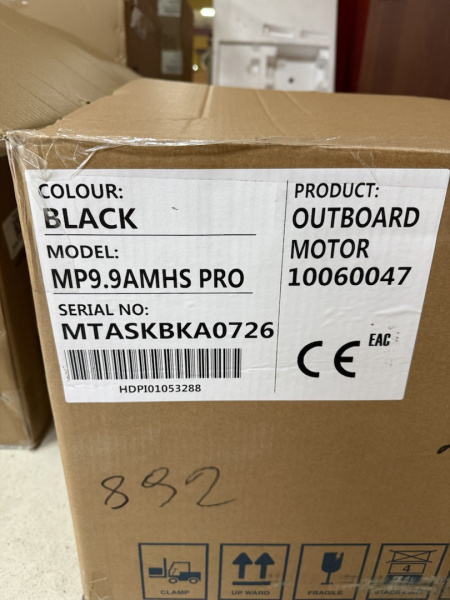 COLOUR:
BLACK
MODEL:
MP9.9AMHS PRO
SERIAL NO:
MTASKBKA0726
HDPI01053288
PRODUCT:
OUTBOARD
MOTOR
10060047
CE EAC
892
CLAMP
UP WARD
FRAGILE
4